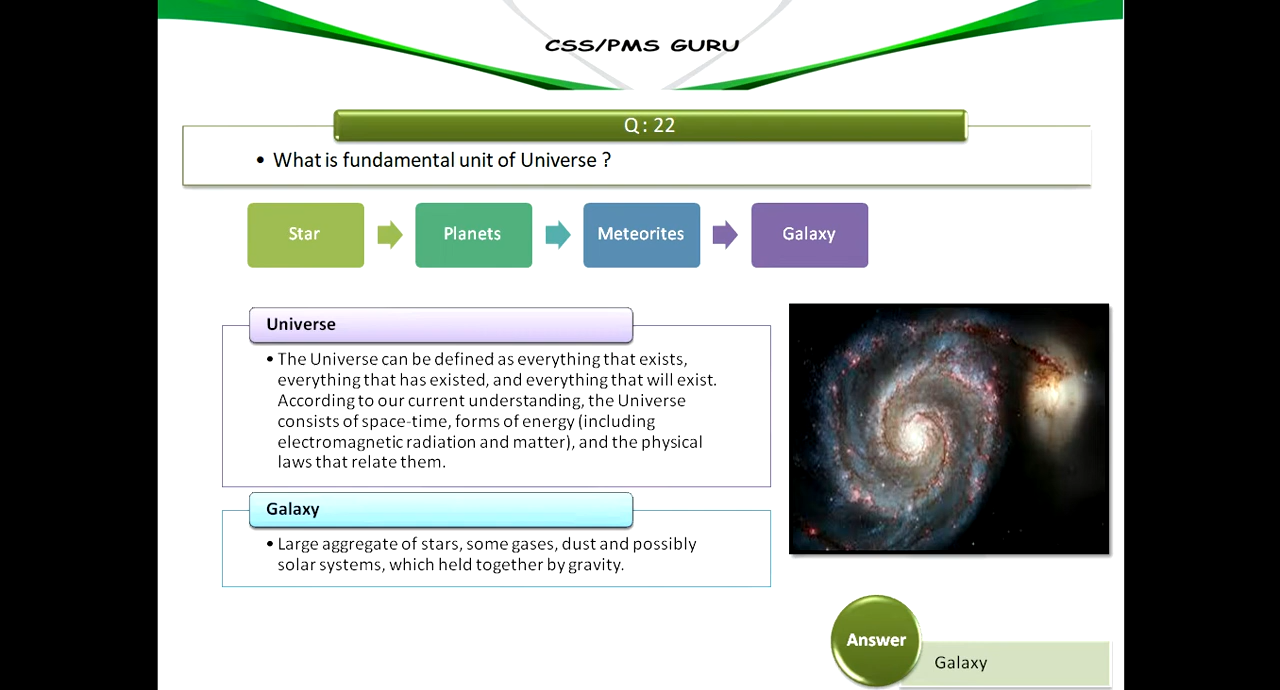 CSS/PMS GURU
Q : 22
• What is fundamental unit of Universe ?
Star
Planets
Meteorites
Galaxy
Universe
• The Universe can be defined as everything that exists,
everything that has existed, and everything that will exist.
According to our current understanding, the Universe
consists of space-time, forms of energy (including
electromagnetic radiation and matter), and the physical
laws that relate them.
Galaxy
• Large aggregate of stars, some gases, dust and possibly
solar systems, which held together by gravity.
Answer
Galaxy